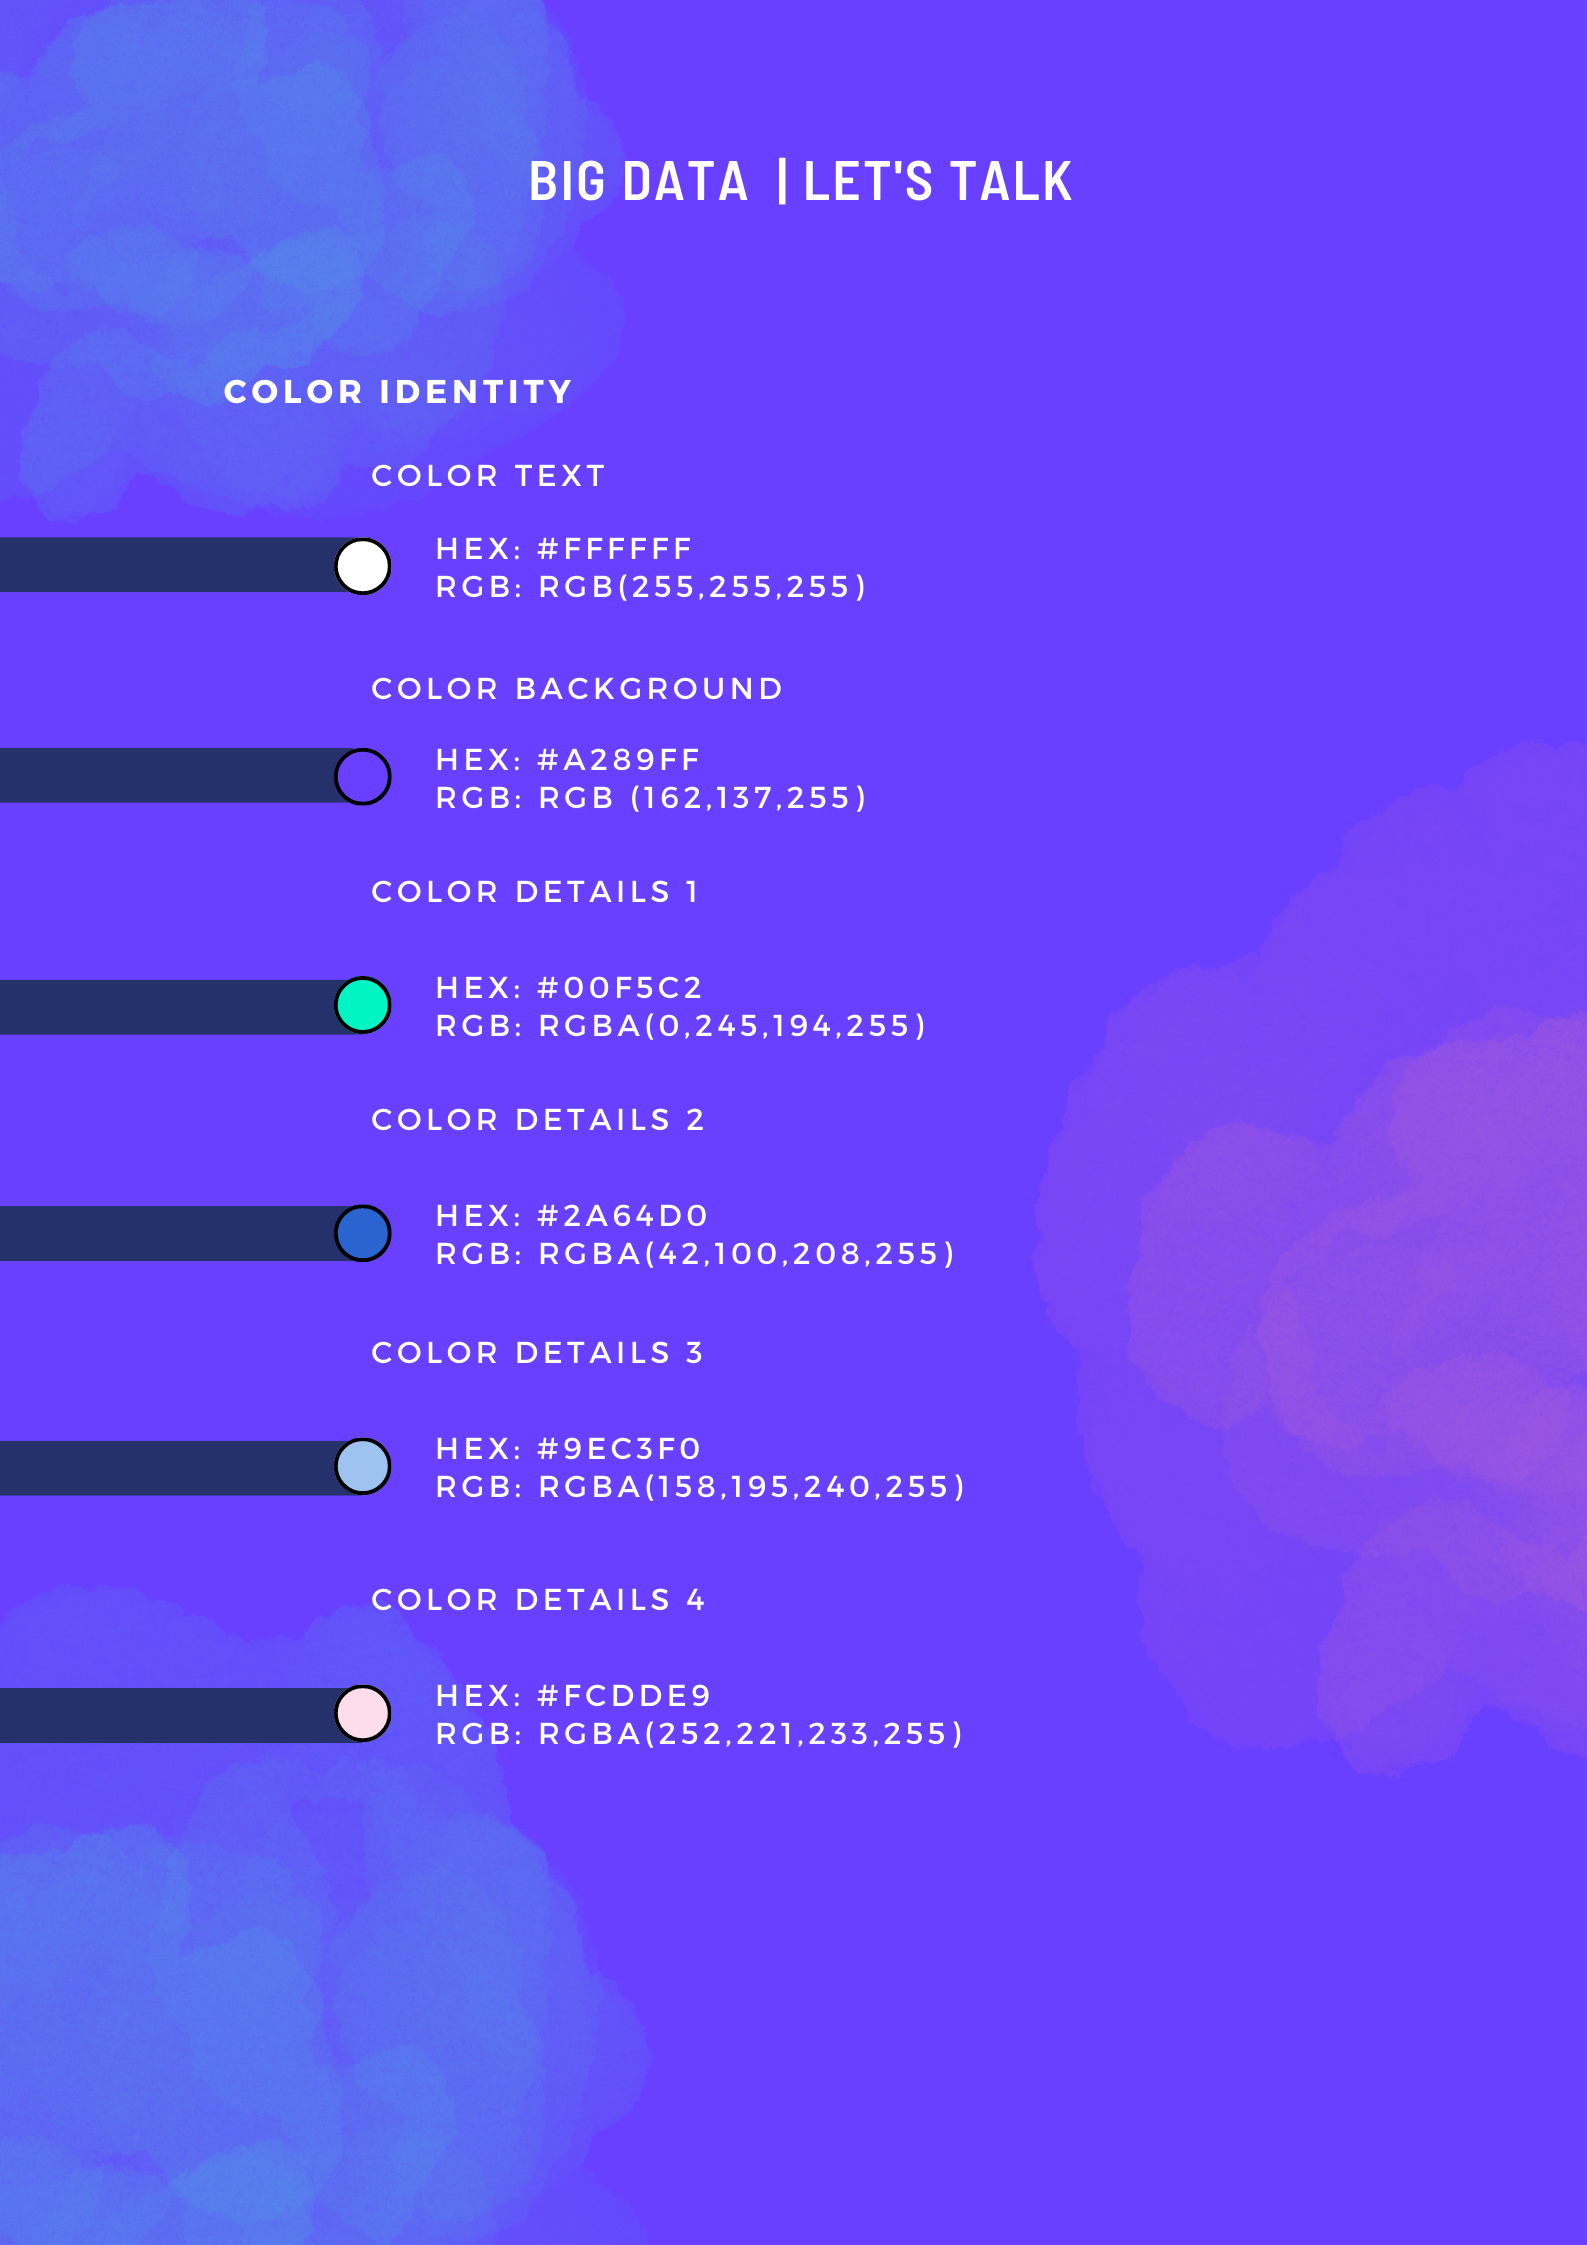 BIG DATA | LET'S TALK
COLOR IDENTITY
COLOR TEXT
HEX: #FFFFFF
RGB: RGB(255,255,255)
COLOR BACKGROUND
HEX: #A289FF
RGB: RGB (162,137,255)
COLOR DETAILS 1
HEX: #00F5C2
RGB: RGBA(0,245,194,255)
COLOR DETAILS 2
HEX: #2A64D0
RGB: RGBA(42,100,208,255)
COLOR DETAILS 3
HEX: #9EC3F0
RGB: RGBA(158,195,240,255)
COLOR DETAILS 4
HEX: #FCDDE9
RGB: RGBA(252,221,233,255)